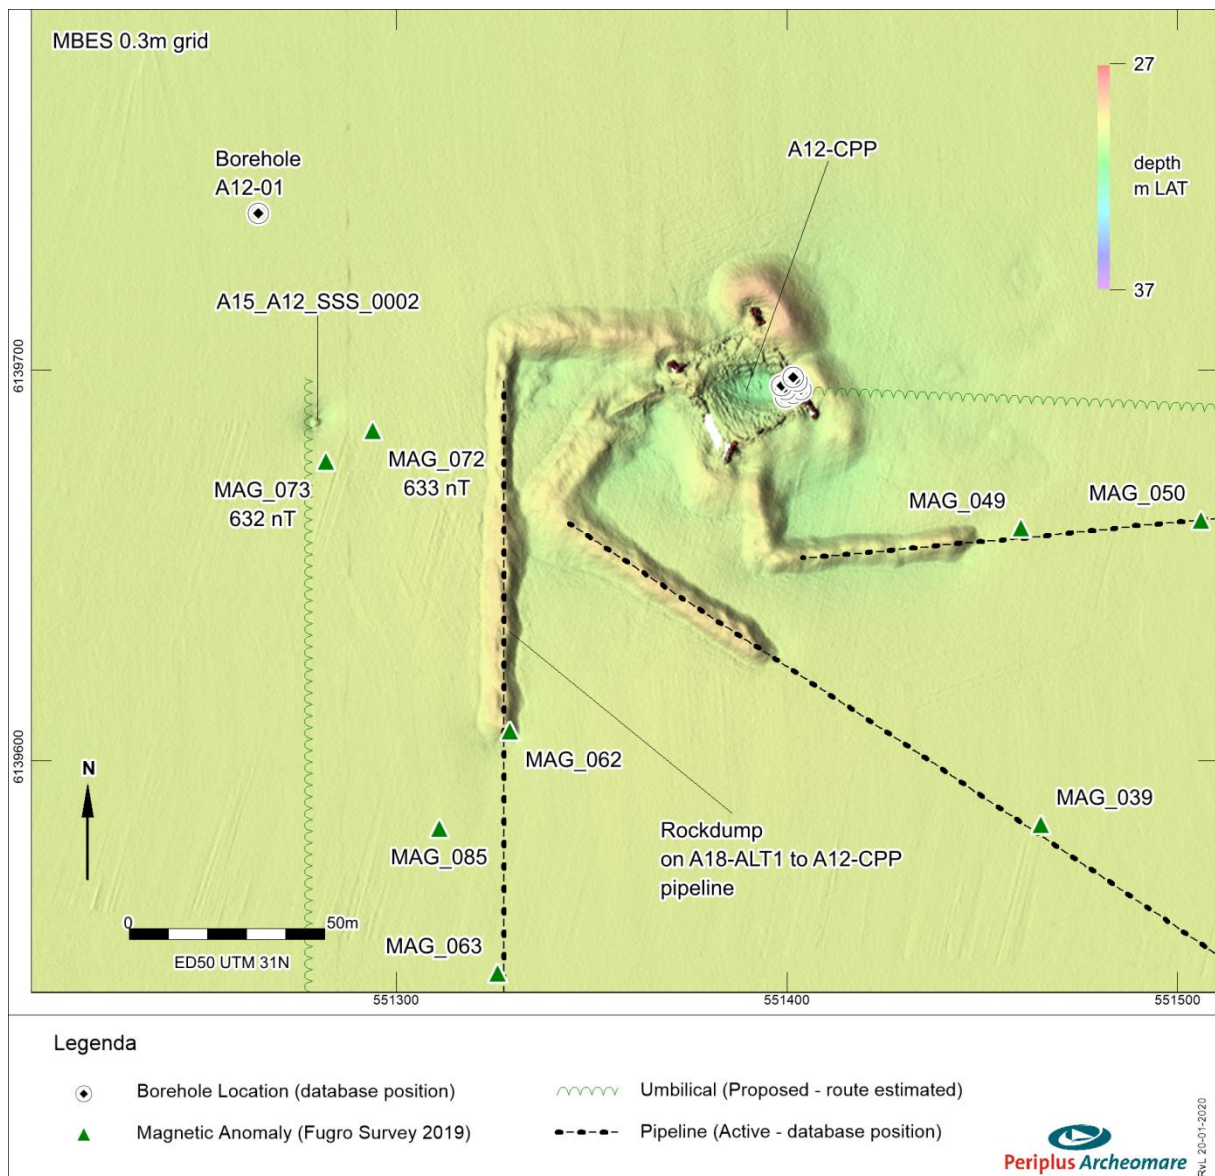 MBES 0.3m grid
27
A12-CPP
depth
m LAT
Borehole
A12-01
37
A15_A12_SSS_0002
6139700
MAG_072
633 nT
MAG_073
632 nT
MAG_049
MAG_050
6139600
MAG_062
N
MAG_039
Rockdump
on A18-ALT1 to A12-CPP
pipeline
MAG_085
0
50m
MAG_063
ED50 UTM 31N
551300
551400
551500
Legenda
Borehole Location (database position)
Umbilical (Proposed - route estimated)
Magnetic Anomaly (Fugro Survey 2019)
Pipeline (Active - database position)
Periplus Archeomare
RvL 20-01-2020